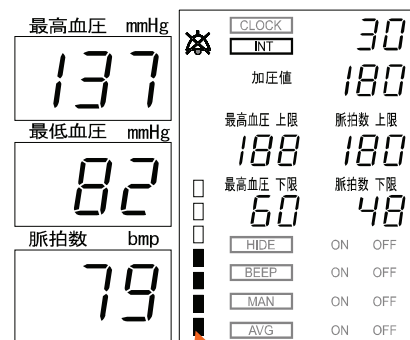 最高血圧 mmHg
137
最低血圧 mmHg
82
脈拍数 bmp
79
CLOCK 30
INT
加圧値 180
最高血圧 上限 脈拍数 上限
188 180
最高血圧 下限 脈拍数 下限
60 48
HIDE ON OFF
BEEP ON OFF
MAN ON OFF
AVG ON OFF